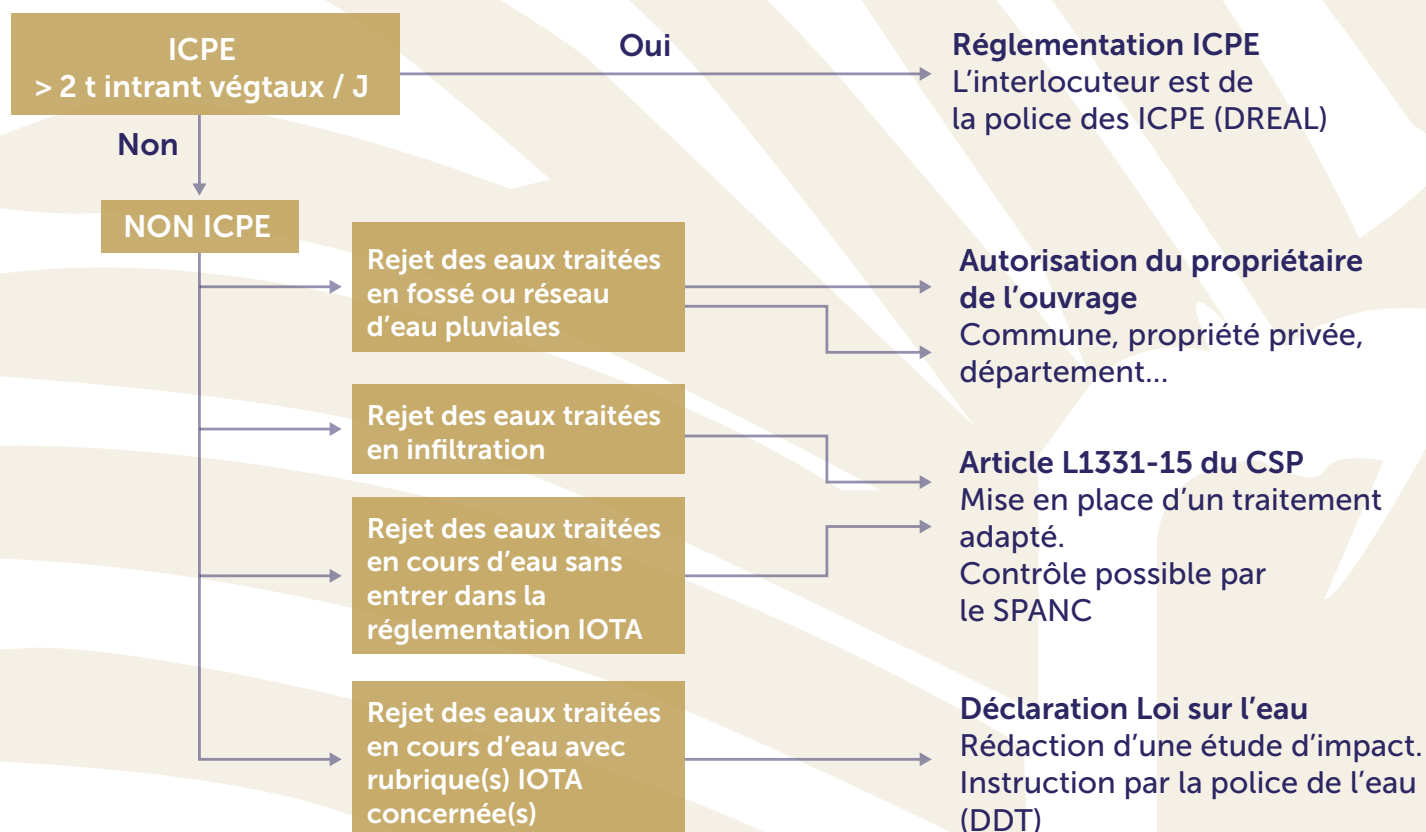 ICPE
> 2 t intrant végtaux / J
Oui
Réglementation ICPE
L’interlocuteur est de
la police des ICPE (DREAL)
Non
NON ICPE
Rejet des eaux traitées
en fossé ou réseau
d’eau pluviales
Autorisation du propriétaire
de l’ouvrage
Commune, propriété privée,
département...
Rejet des eaux traitées
en infiltration
Article L1331-15 du CSP
Mise en place d’un traitement
adapté.
Contrôle possible par
le SPANC
Rejet des eaux traitées
en cours d’eau sans
entrer dans la
réglementation IOTA
Rejet des eaux traitées
en cours d’eau avec
rubrique(s) IOTA
concernée(s)
Déclaration Loi sur l’eau
Rédaction d’une étude d’impact.
Instruction par la police de l’eau
(DDT)